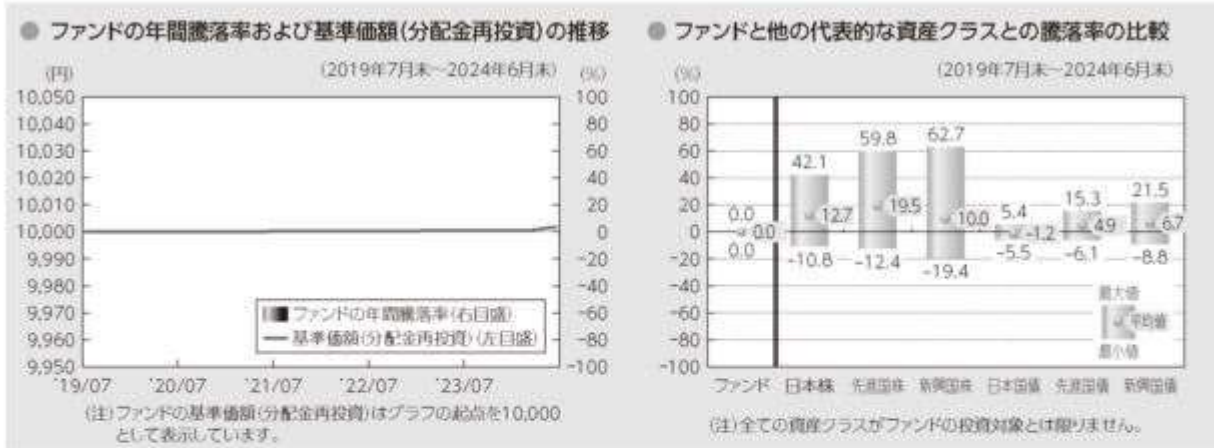 ● ファンドの年間騰落率および基準価額(分配金再投資)の推移
(円)
(2019年7月末～2024年6月末)
(%)
10,050
10,040
10,030
10,020
10,010
10,000
9,990
9,980
9,970
9,960
9,950
100
80
60
40
20
0
-20
-40
-60
-80
-100
ファンドの年間騰落率(右目盛)
基準価額(分配金再投資)(左目盛)
'19/07 '20/07 '21/07 '22/07 '23/07
(注)ファンドの基準価額(分配金再投資)はグラフの起点を10,000
として表示しています。
● ファンドと他の代表的な資産クラスとの騰落率の比較
(%)
(2019年7月末～2024年6月末)
100
80
60
40
20
0
-20
-40
-60
-80
-100
0.0 42.1 59.8 62.7 5.4 15.3 21.5
0.0 12.7 19.5 10.0 -1.2 4.9 6.7
0.0 -10.8 -12.4 -19.4 -5.5 -6.1 -8.8
最大値
平均値
最小値
ファンド 日本株 先進国株 新興国株 日本国債 先進国債 新興国債
(注)全ての資産クラスがファンドの投資対象とは限りません。